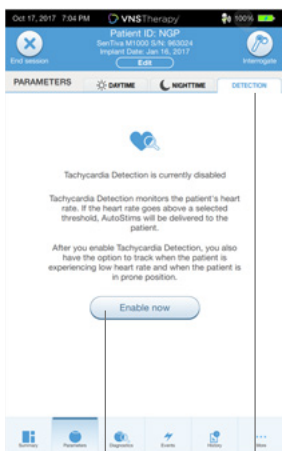 Oct 17, 2017 7:04 PM VNSTherapy 100%
Patient ID: NGP
SenTiva M1000 S/N: 963024
Implant Date: Jan 16, 2017
End session Edit Interrogate
PARAMETERS DAYTIME NIGHTTIME DETECTION
Tachycardia Detection is currently disabled
Tachycardia Detection monitors the patient's heart
rate. If the heart rate goes above a selected
threshold, AutoStims will be delivered to the
patient.
After you enable Tachycardia Detection, you also
have the option to track when the patient is
experiencing low heart rate and when the patient is
in prone position.
Enable now
Summary Parameters Diagnostics Events History More